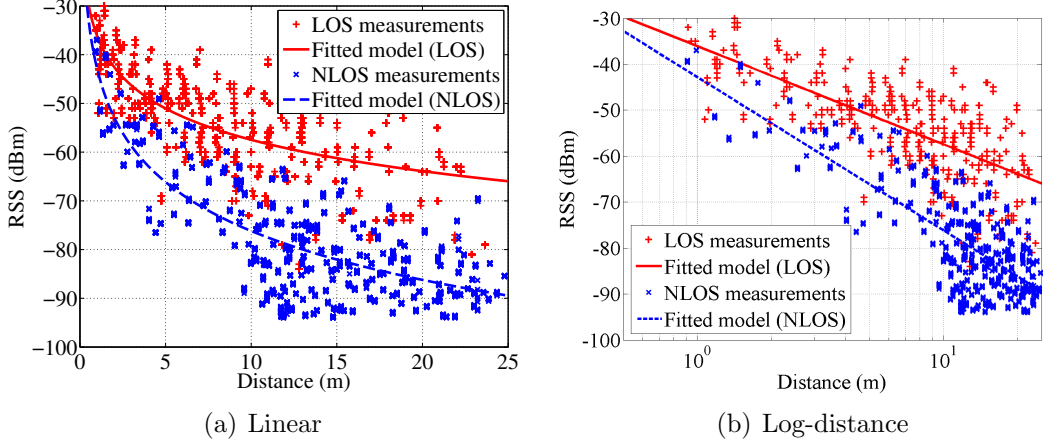 −30
−40
−50
−60
−70
−80
−90
−100
RSS (dBm)
0
5
10
15
20
25
Distance (m)
LOS measurements
Fitted model (LOS)
NLOS measurements
Fitted model (NLOS)
(a) Linear
-30
-40
-50
-60
-70
-80
-90
-100
RSS (dBm)
10^0
10^1
Distance (m)
LOS measurements
Fitted model (LOS)
NLOS measurements
Fitted model (NLOS)
(b) Log-distance